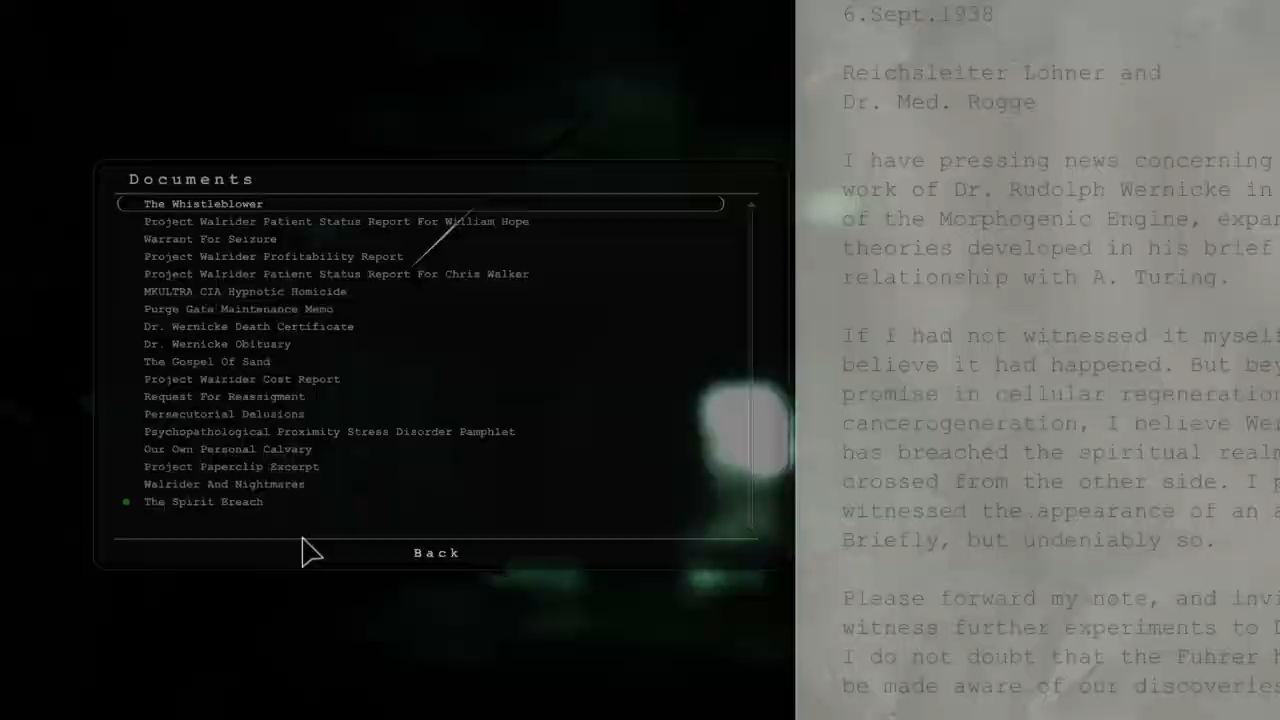 Documents
The Whistleblower
Project Walrider Patient Status Report For William Hope
Warrant For Seizure
Project Walrider Profitability Report
Project Walrider Patient Status Report For Chris Walker
MKULTRA CIA Hypnotic Homicide
Purge Gate Maintenance Memo
Dr. Wernicke Death Certificate
Dr. Wernicke Obituary
The Gospel Of Sand
Project Walrider Cost Report
Request For Reassigment
Persecutorial Delusions
Psychopathological Proximity Stress Disorder Pamphlet
Our Own Personal Calvary
Project Paperclip Excerpt
Walrider And Nightmares
The Spirit Breach
Back
6.Sept.1938
Reichsleiter Lohner and
Dr. Med. Rogge
I have pressing news concerning
work of Dr. Rudolph Wernicke in
of the Morphogenic Engine, expan
theories developed in his brief
relationship with A. Turing.
If I had not witnessed it myself
believe it had happened. But bey
promise in cellular regeneration
cancerogeneration, I believe Wer
has breached the spiritual realm
crossed from the other side. I p
witnessed the appearance of an a
Briefly, but undeniably so.
Please forward my note, and invi
witness further experiments to D
I do not doubt that the Fuhrer h
be made aware of our discoveries